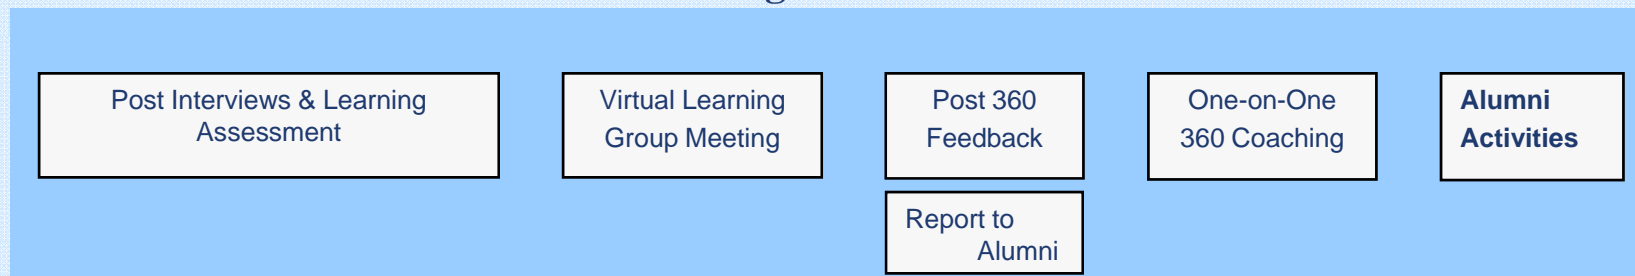 Post Interviews & Learning
Assessment
Virtual Learning
Group Meeting
Post 360
Feedback
One-on-One
360 Coaching
Alumni
Activities
Report to
Alumni